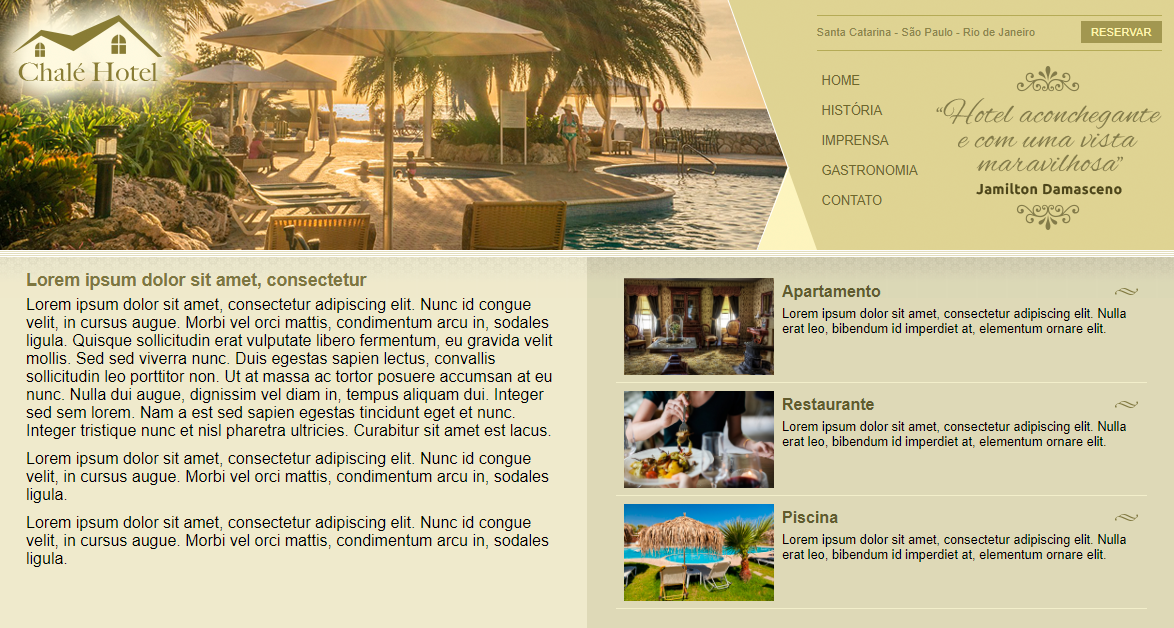 Chalé Hotel
Santa Catarina - São Paulo - Rio de Janeiro
RESERVAR
HOME
HISTÓRIA
IMPRENSA
GASTRONOMIA
CONTATO
“Hotel aconchegante
e com uma vista
maravilhosa”
Jamilton Damasceno
Lorem ipsum dolor sit amet, consectetur
Lorem ipsum dolor sit amet, consectetur adipiscing elit. Nunc id congue
velit, in cursus augue. Morbi vel orci mattis, condimentum arcu in, sodales
ligula. Quisque sollicitudin erat vulputate libero fermentum, eu gravida velit
mollis. Sed sed viverra nunc. Duis egestas sapien lectus, convallis
sollicitudin leo porttitor non. Ut at massa ac tortor posuere accumsan at eu
nunc. Nulla dui augue, dignissim vel diam in, tempus aliquam dui. Integer
sed sem lorem. Nam a est sed sapien egestas tincidunt eget et nunc.
Integer tristique nunc et nisl pharetra ultricies. Curabitur sit amet est lacus.
Lorem ipsum dolor sit amet, consectetur adipiscing elit. Nunc id congue
velit, in cursus augue. Morbi vel orci mattis, condimentum arcu in, sodales
ligula.
Lorem ipsum dolor sit amet, consectetur adipiscing elit. Nunc id congue
velit, in cursus augue. Morbi vel orci mattis, condimentum arcu in, sodales
ligula.
Apartamento
Lorem ipsum dolor sit amet, consectetur adipiscing elit. Nulla
erat leo, bibendum id imperdiet at, elementum ornare elit.
Restaurante
Lorem ipsum dolor sit amet, consectetur adipiscing elit. Nulla
erat leo, bibendum id imperdiet at, elementum ornare elit.
Piscina
Lorem ipsum dolor sit amet, consectetur adipiscing elit. Nulla
erat leo, bibendum id imperdiet at, elementum ornare elit.